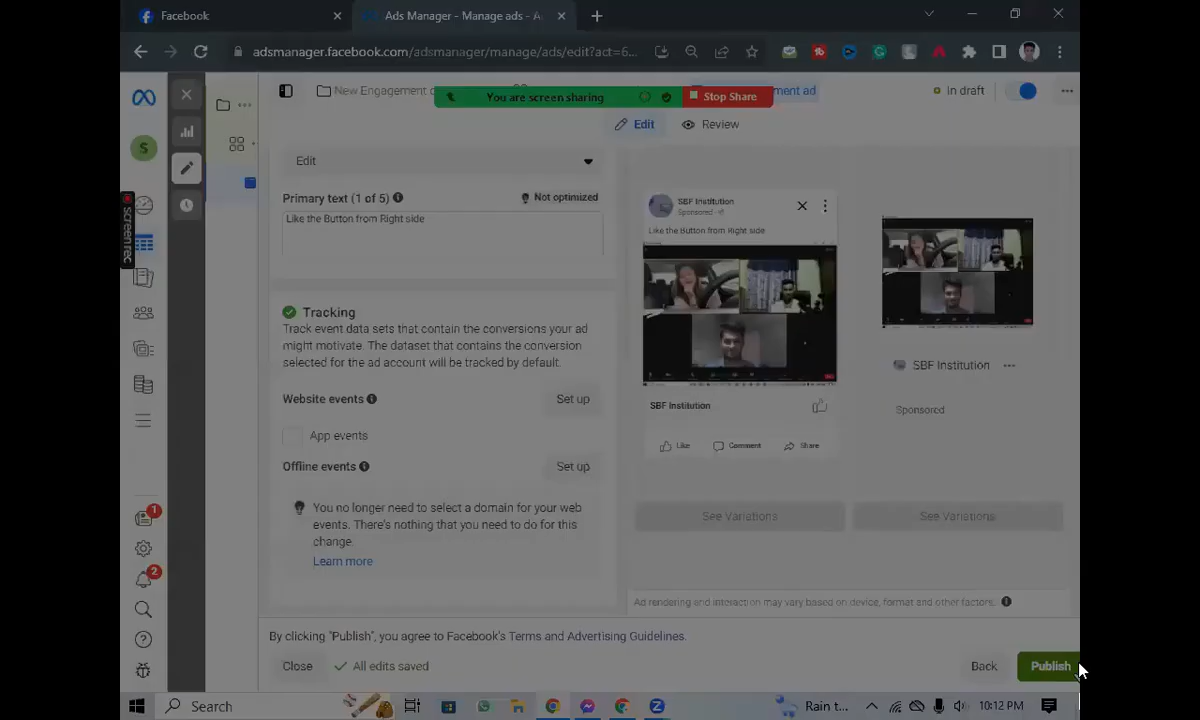 Facebook
Ads Manager - Manage ads - A
adsmanager.facebook.com/adsmanager/manage/ads/edit?act=6...
New Engagement
You are screen sharing
Stop Share
ment ad
In draft
Edit
Review
S
screenrec
Edit
Primary text (1 of 5)
Not optimized
Like the Button from Right side
SBF Institution
Sponsored
Like the Button from Right side
Tracking
Track event data sets that contain the conversions your ad
might motivate. The dataset that contains the conversion
selected for the ad account will be tracked by default.
Website events
Set up
App events
Offline events
Set up
You no longer need to select a domain for your web
events. There's nothing that you need to do for this
change.
Learn more
SBF Institution
Like
Comment
Share
SBF Institution
Sponsored
See Variations
See Variations
Ad rendering and interaction may vary based on device, format and other factors.
1
2
By clicking "Publish", you agree to Facebook's Terms and Advertising Guidelines.
Close
All edits saved
Back
Publish
Search
Rain t...
10:12 PM